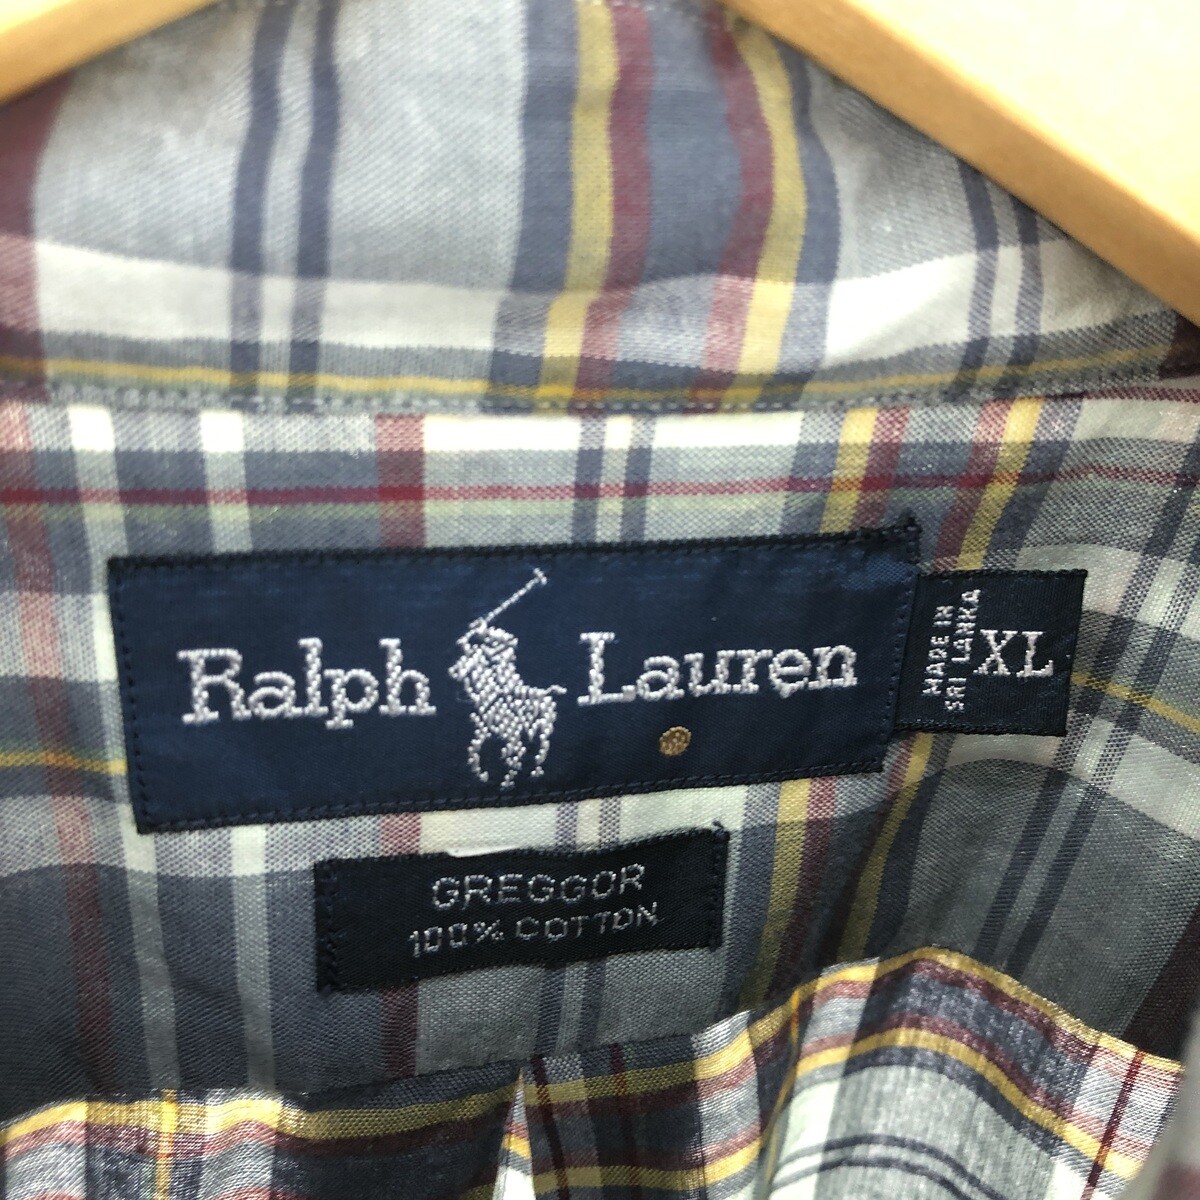 Ralph Lauren
MADE IN
SRI LANKA
XL
GREGGOR
100% COTTON